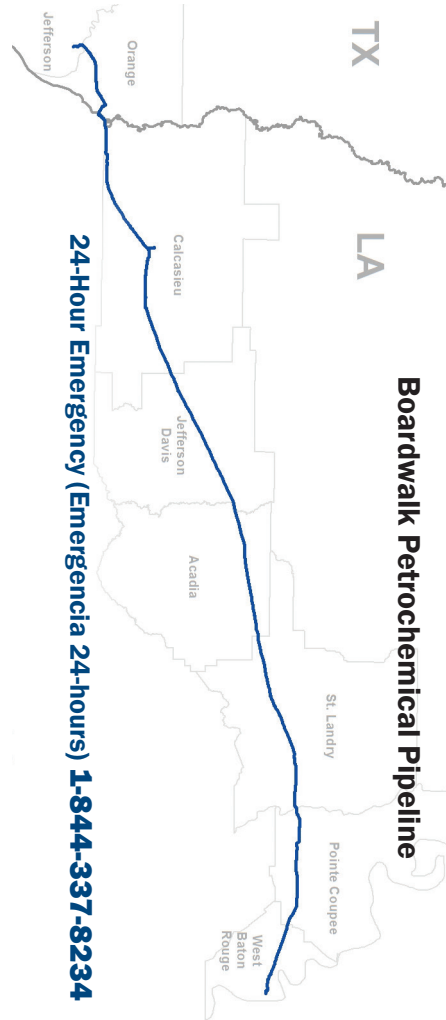 Boardwalk Petrochemical Pipeline
TX
LA
Orange
Jefferson
Calcasieu
Jefferson
Davis
Acadia
St. Landry
Pointe Coupee
West
Baton
Rouge
24-Hour Emergency (Emergencia 24-hours) 1-844-337-8234